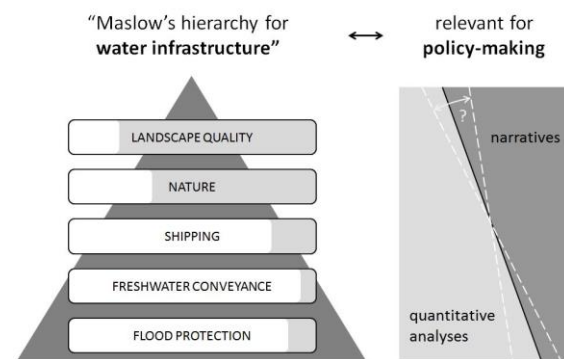 “Maslow’s hierarchy for
water infrastructure”
relevant for
policy-making
LANDSCAPE QUALITY
NATURE
SHIPPING
FRESHWATER CONVEYANCE
FLOOD PROTECTION
?
narratives
quantitative
analyses